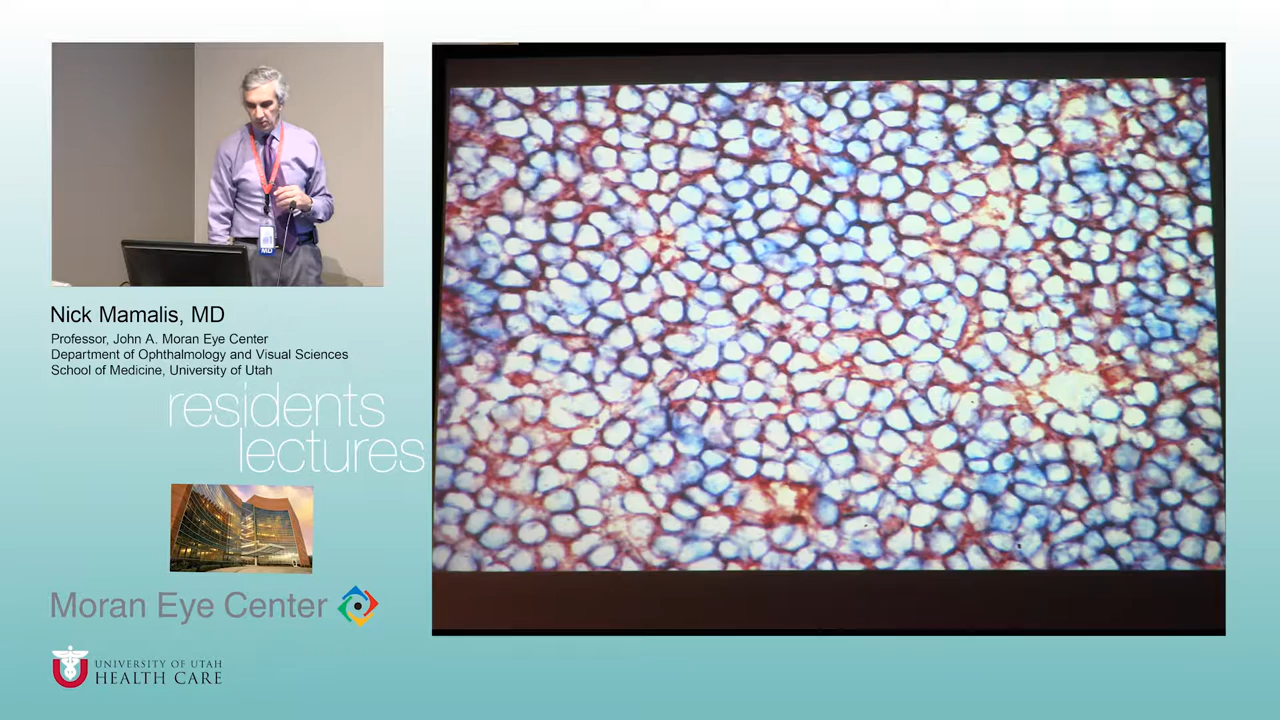 Nick Mamalis, MD
Professor, John A. Moran Eye Center
Department of Ophthalmology and Visual Sciences
School of Medicine, University of Utah
residents
lectures
Moran Eye Center
UNIVERSITY OF UTAH
HEALTH CARE
MD